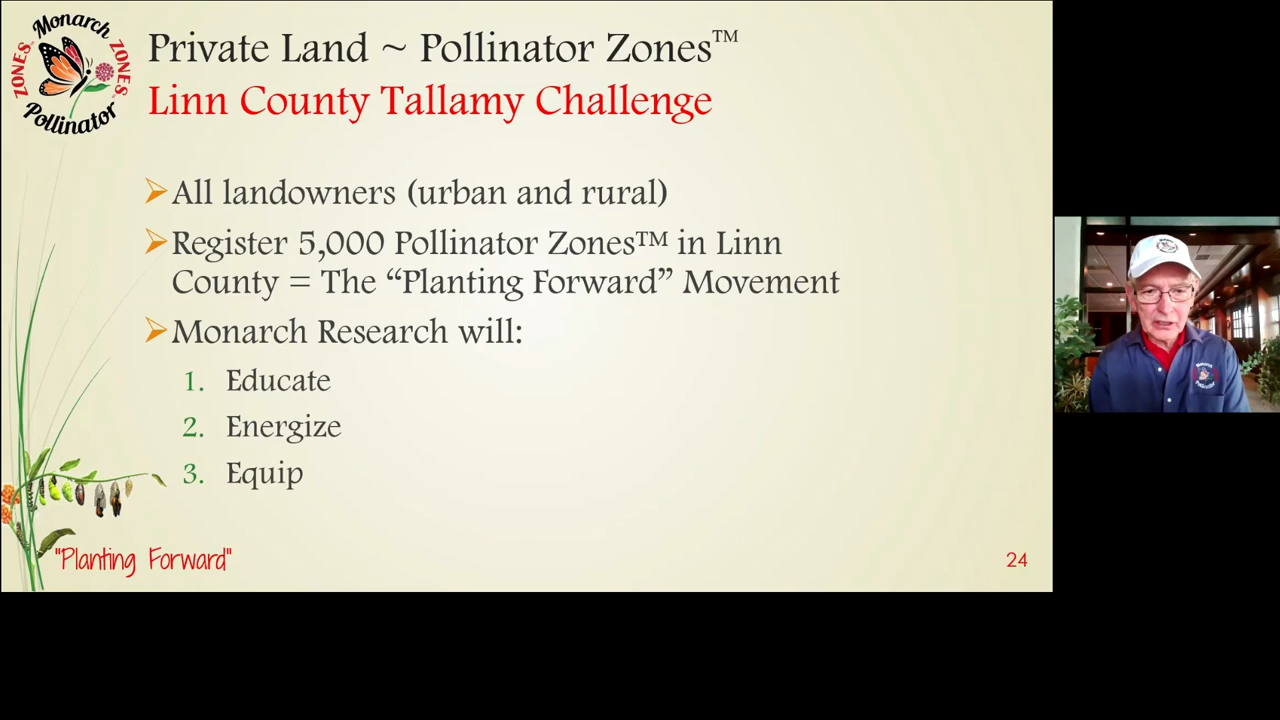 Monarch
ZONES
ZONES
Pollinator
Private Land ~ Pollinator Zones™
Linn County Tallamy Challenge
All landowners (urban and rural)
Register 5,000 Pollinator Zones™ in Linn
County = The “Planting Forward” Movement
Monarch Research will:
1. Educate
2. Energize
3. Equip
"Planting Forward"
24